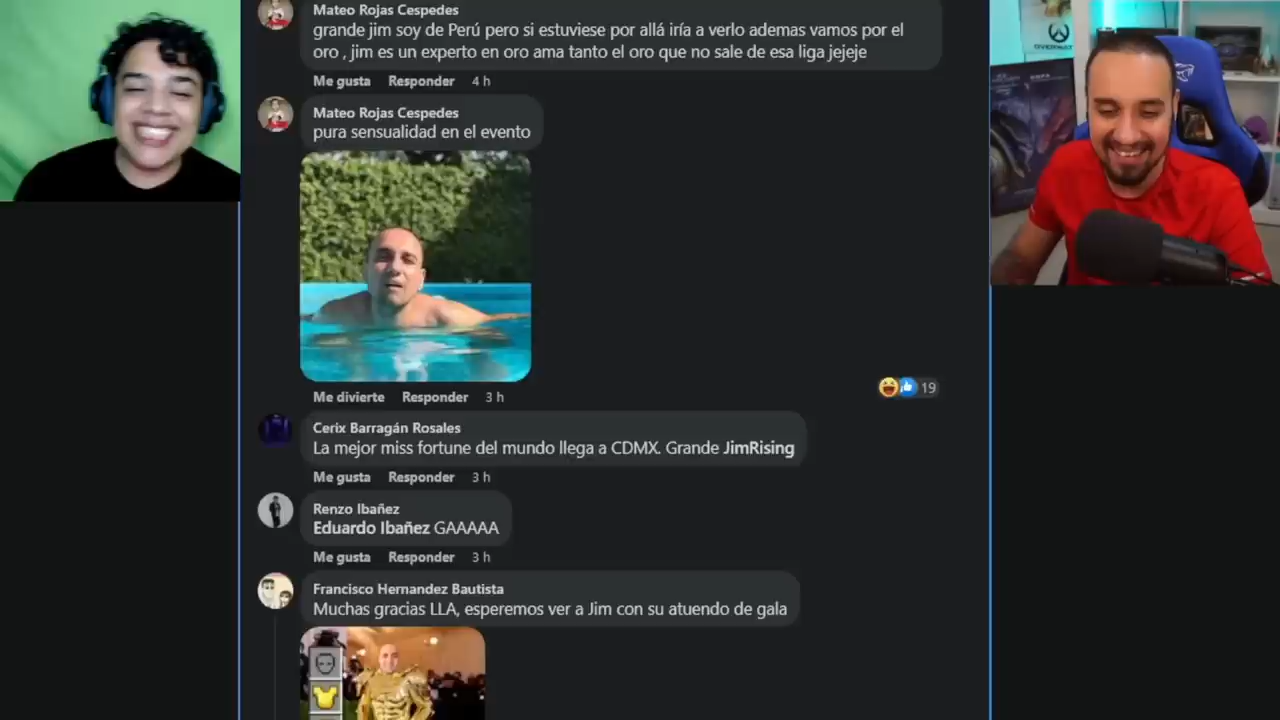 Mateo Rojas Cespedes
grande jim soy de Perú pero si estuviese por allá iría a verlo ademas vamos por el
oro , jim es un experto en oro ama tanto el oro que no sale de esa liga jejeje
Me gusta Responder 4 h
OVERWATCH
Mateo Rojas Cespedes
pura sensualidad en el evento
Me divierte Responder 3 h
19
Cerix Barragán Rosales
La mejor miss fortune del mundo llega a CDMX. Grande JimRising
Me gusta Responder 3 h
Renzo Ibañez
Eduardo Ibañez GAAAAA
Me gusta Responder 3 h
Francisco Hernandez Bautista
Muchas gracias LLA, esperemos ver a Jim con su atuendo de gala